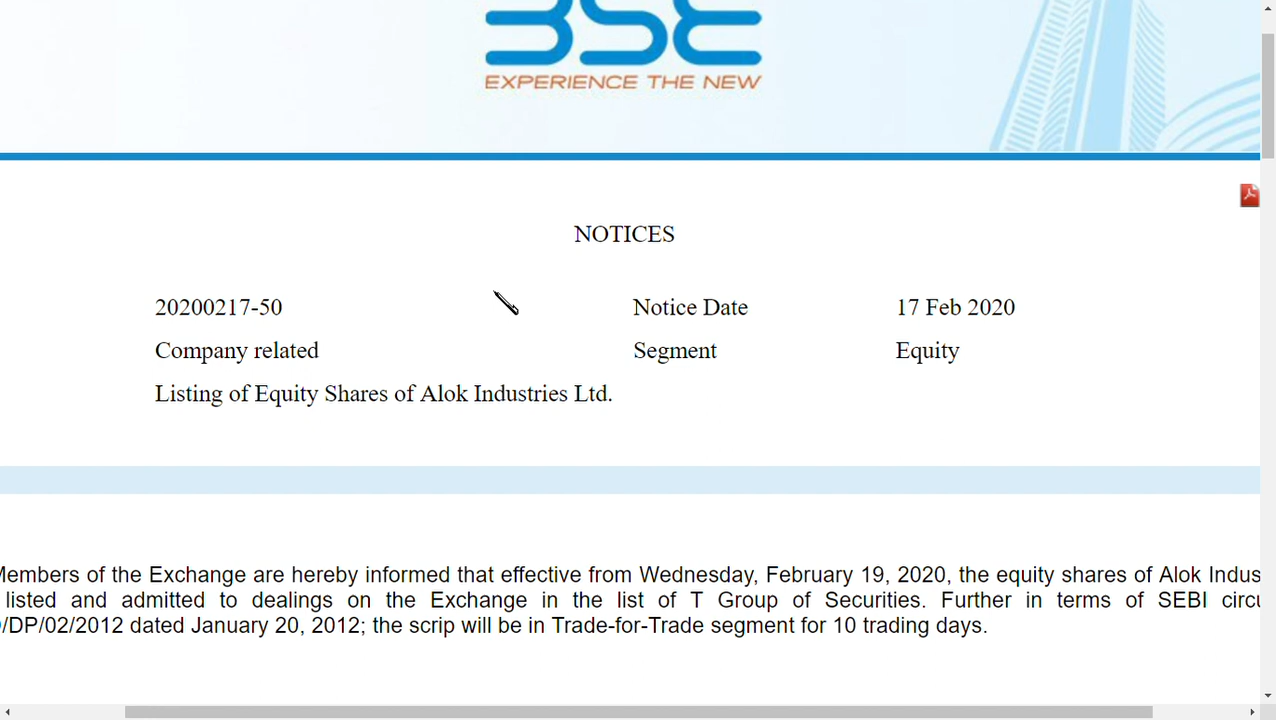 BSE
EXPERIENCE THE NEW
NOTICES
20200217-50 Notice Date 17 Feb 2020
Company related Segment Equity
Listing of Equity Shares of Alok Industries Ltd.
Members of the Exchange are hereby informed that effective from Wednesday, February 19, 2020, the equity shares of Alok Indus
listed and admitted to dealings on the Exchange in the list of T Group of Securities. Further in terms of SEBI circu
/DP/02/2012 dated January 20, 2012; the scrip will be in Trade-for-Trade segment for 10 trading days.